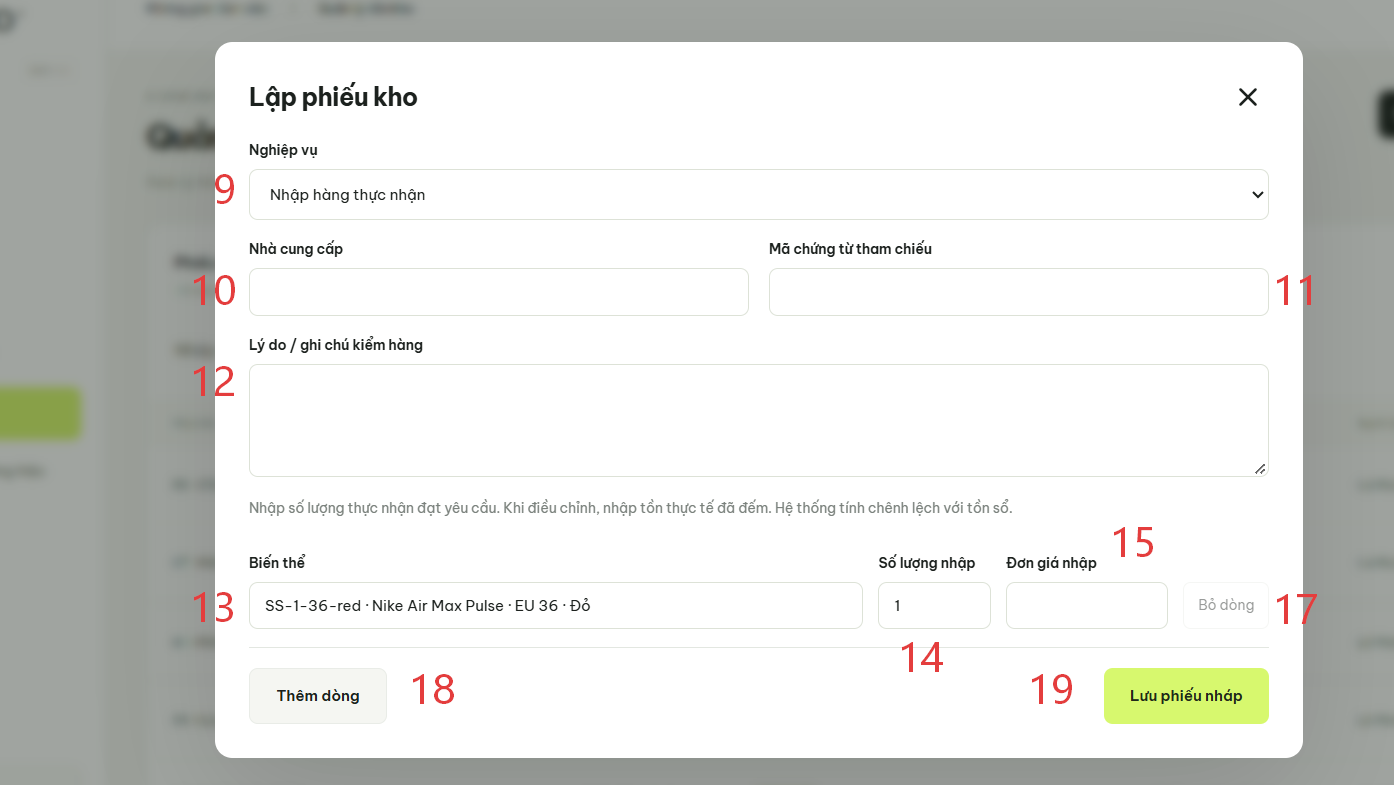 Lập phiếu kho
Nghiệp vụ
9 Nhập hàng thực nhận
Nhà cung cấp Mã chứng từ tham chiếu
10 11
Lý do / ghi chú kiểm hàng
12
Nhập số lượng thực nhận đạt yêu cầu. Khi điều chỉnh, nhập tồn thực tế đã đếm. Hệ thống tính chênh lệch với tồn sổ.
15
Biến thể Số lượng nhập Đơn giá nhập
13 SS-1-36-red · Nike Air Max Pulse · EU 36 · Đỏ 1 Bỏ dòng 17
14
Thêm dòng 18 19 Lưu phiếu nháp